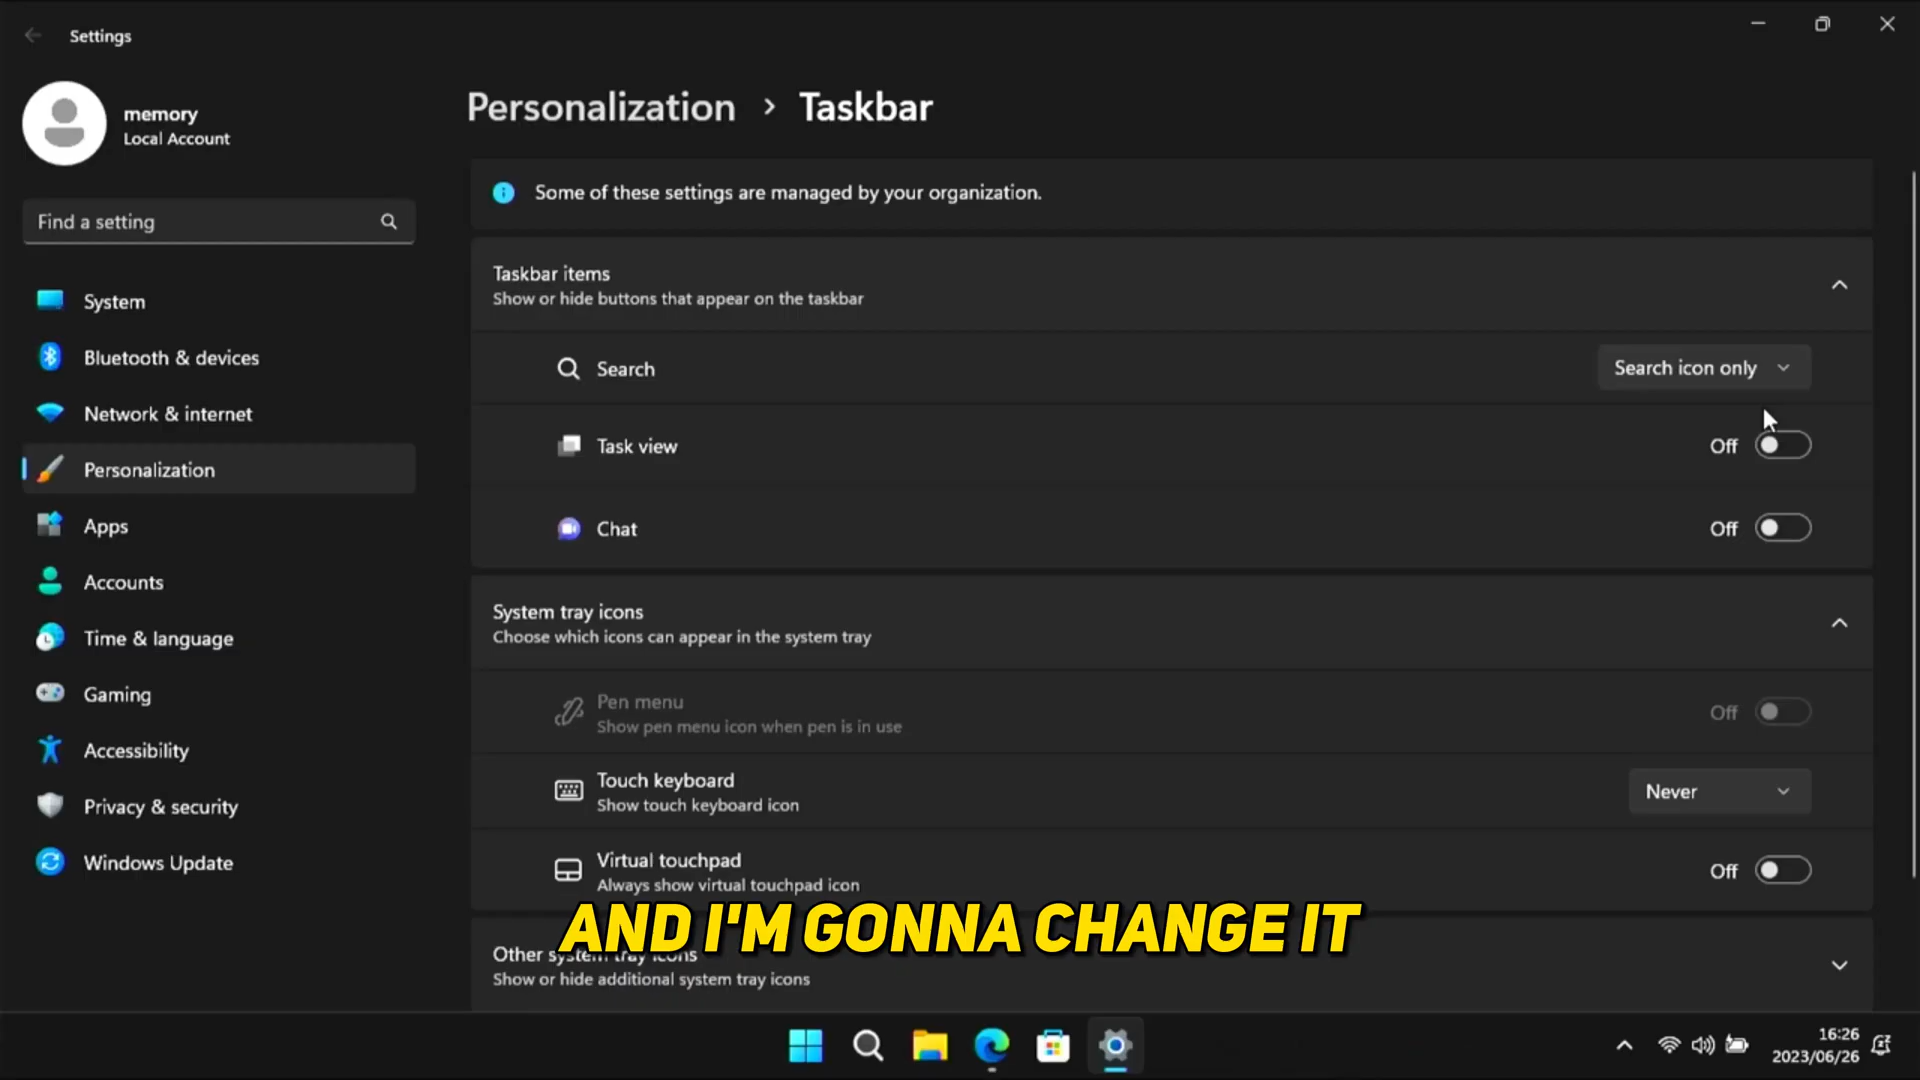 Settings
memory
Local Account
Find a setting
System
Bluetooth & devices
Network & internet
Personalization
Apps
Accounts
Time & language
Gaming
Accessibility
Privacy & security
Windows Update
Personalization > Taskbar
Some of these settings are managed by your organization.
Taskbar items
Show or hide buttons that appear on the taskbar
Search
Search icon only
Task view
Off
Chat
Off
System tray icons
Choose which icons can appear in the system tray
Pen menu
Show pen menu icon when pen is in use
Off
Touch keyboard
Show touch keyboard icon
Never
Virtual touchpad
Always show virtual touchpad icon
Off
AND I'M GONNA CHANGE IT
Other system tray icons
Show or hide additional system tray icons
16:26
2023/06/26